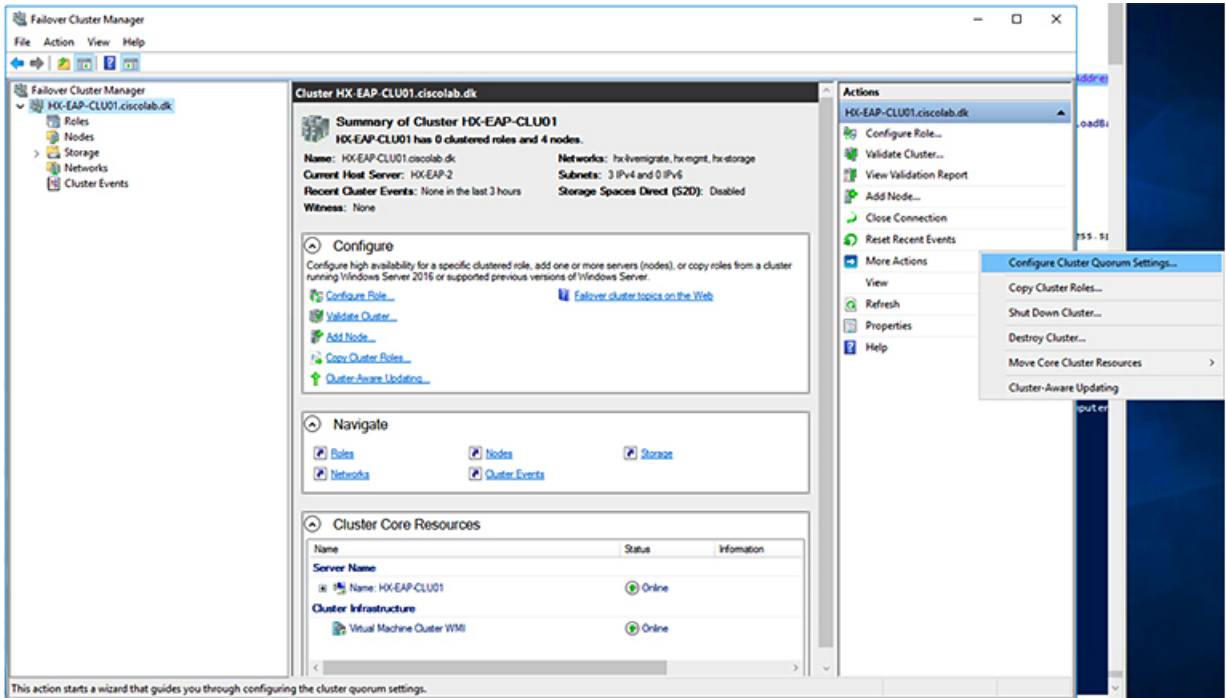 Failover Cluster Manager
File Action View Help
Failover Cluster Manager
HX-EAP-CLU01.ciscolab.dk
Roles
Nodes
Storage
Networks
Cluster Events
Cluster HX-EAP-CLU01.ciscolab.dk
Summary of Cluster HX-EAP-CLU01
HX-EAP-CLU01 has 0 clustered roles and 4 nodes.
Name: HX-EAP-CLU01.ciscolab.dk
Networks: hx-livemigrate, hx-mgmt, hx-storage
Current Host Server: HX-EAP-2
Subnets: 3 IPv4 and 0 IPv6
Recent Cluster Events: None in the last 3 hours
Storage Spaces Direct (S2D): Disabled
Witness: None
Configure
Configure high availability for a specific clustered role, add one or more servers (nodes), or copy roles from a cluster
running Windows Server 2016 or supported previous versions of Windows Server.
Configure Role...
Failover cluster topics on the Web
Validate Cluster...
Add Node...
Copy Cluster Roles...
Cluster-Aware Updating...
Navigate
Roles
Nodes
Storage
Networks
Cluster Events
Cluster Core Resources
Name Status Information
Server Name
Name: HX-EAP-CLU01 Online
Cluster Infrastructure
Virtual Machine Cluster WMI Online
Actions
HX-EAP-CLU01.ciscolab.dk
Configure Role...
Validate Cluster...
View Validation Report
Add Node...
Close Connection
Reset Recent Events
More Actions
View
Refresh
Properties
Help
Configure Cluster Quorum Settings...
Copy Cluster Roles...
Shut Down Cluster...
Destroy Cluster...
Move Core Cluster Resources
Cluster-Aware Updating
This action starts a wizard that guides you through configuring the cluster quorum settings.